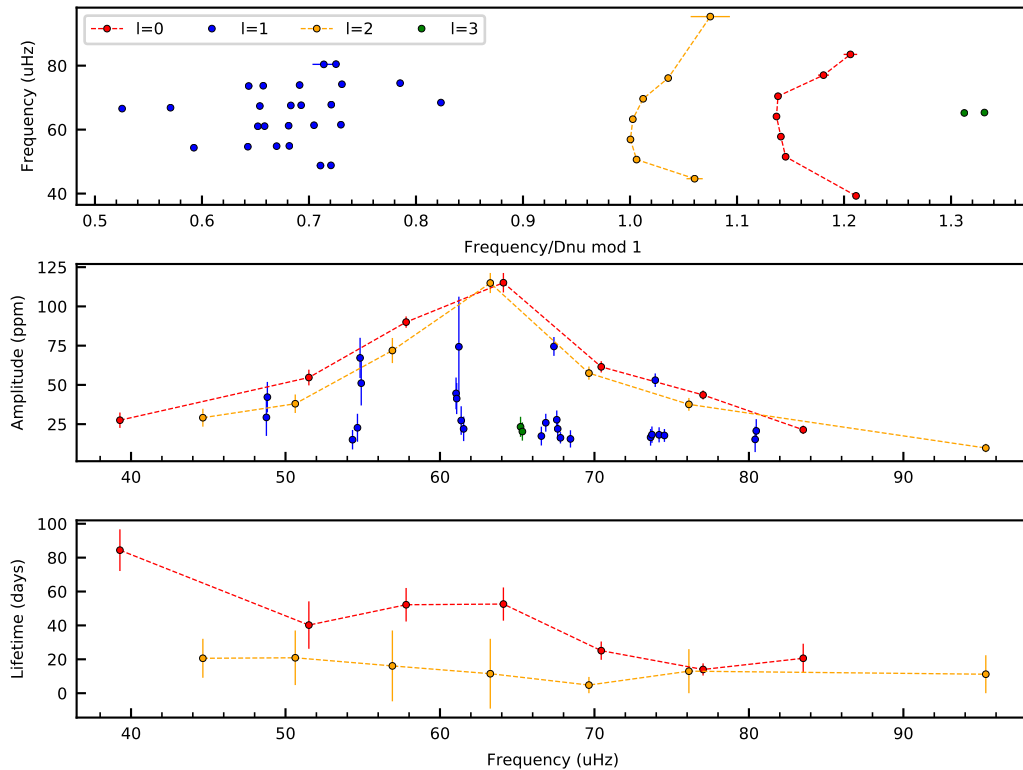 l=0 l=1 l=2 l=3
Frequency (uHz)
80
60
40
0.5 0.6 0.7 0.8 0.9 1.0 1.1 1.2 1.3
Frequency/Dnu mod 1
Amplitude (ppm)
125
100
75
50
25
40 50 60 70 80 90
Lifetime (days)
100
80
60
40
20
0
40 50 60 70 80 90
Frequency (uHz)